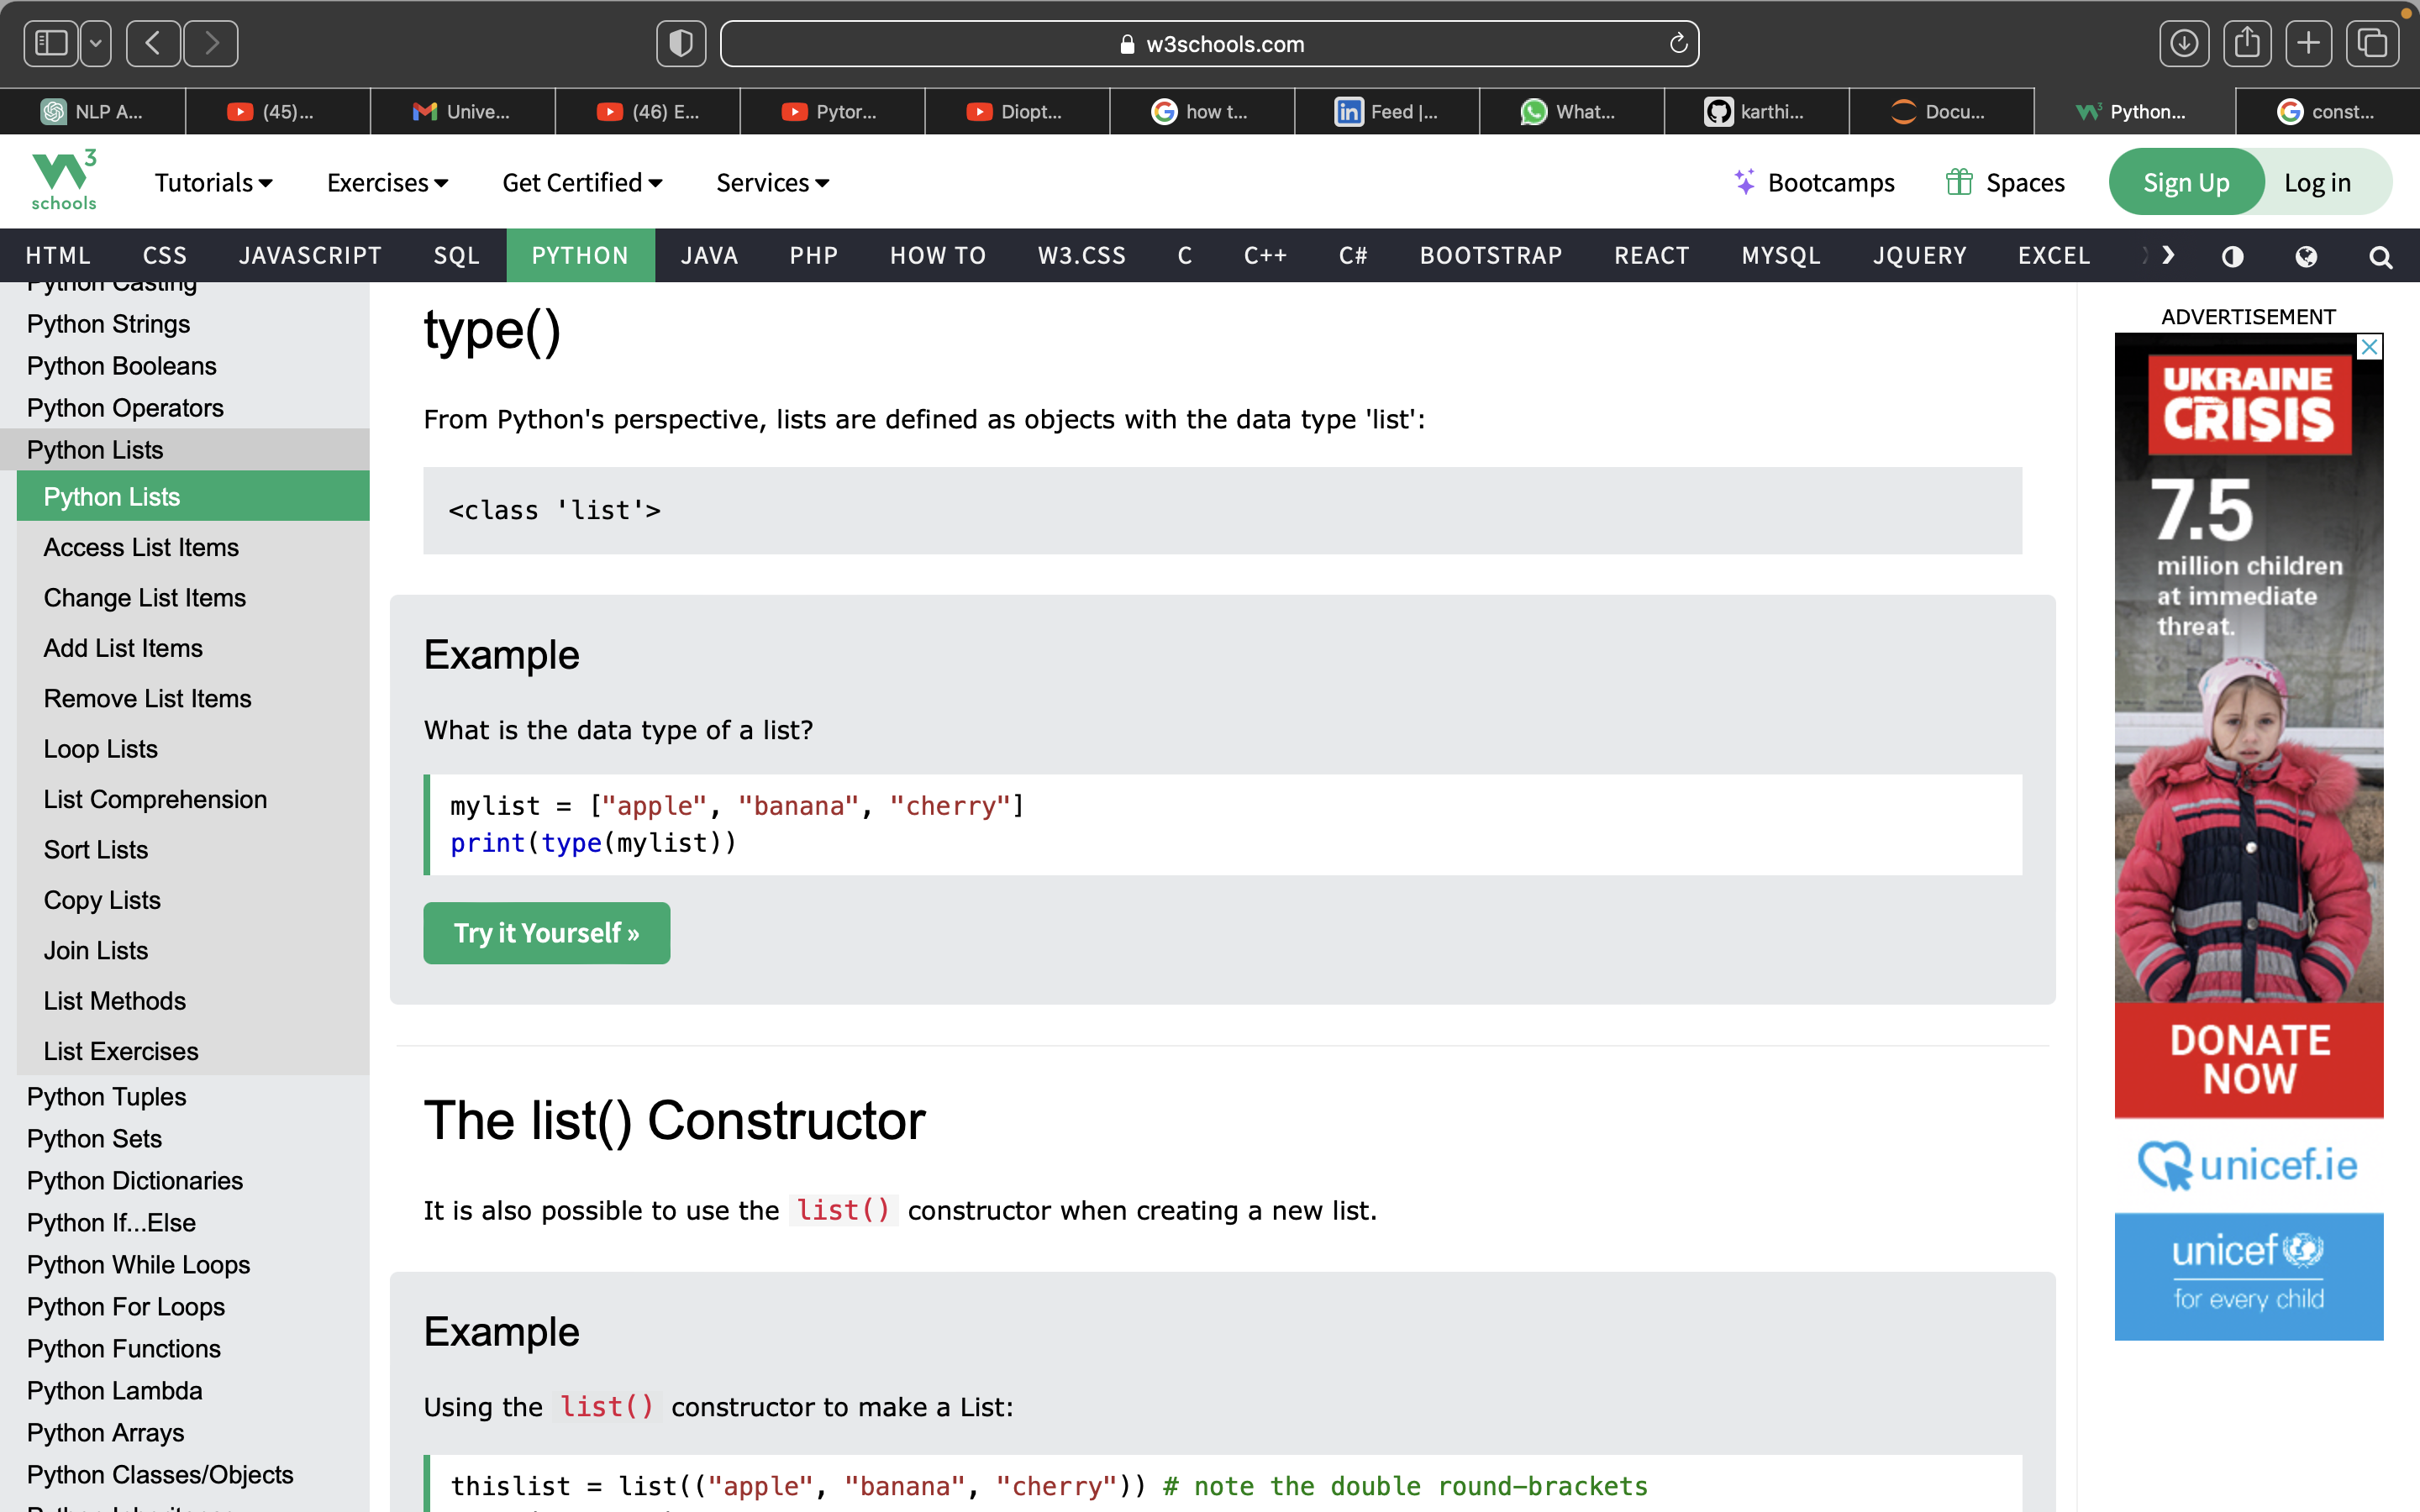 w3schools.com
NLP A...
(45)...
Unive...
(46) E...
Pytor...
Diopt...
how t...
Feed |...
What...
karthi...
Docu...
Python...
const...
W3 schools
Tutorials
Exercises
Get Certified
Services
Bootcamps
Spaces
Sign Up
Log in
HTML
CSS
JAVASCRIPT
SQL
PYTHON
JAVA
PHP
HOW TO
W3.CSS
C
C++
C#
BOOTSTRAP
REACT
MYSQL
JQUERY
EXCEL
Python Casting
Python Strings
Python Booleans
Python Operators
Python Lists
Python Lists
Access List Items
Change List Items
Add List Items
Remove List Items
Loop Lists
List Comprehension
Sort Lists
Copy Lists
Join Lists
List Methods
List Exercises
Python Tuples
Python Sets
Python Dictionaries
Python If...Else
Python While Loops
Python For Loops
Python Functions
Python Lambda
Python Arrays
Python Classes/Objects
type()
From Python's perspective, lists are defined as objects with the data type 'list':
<class 'list'>
Example
What is the data type of a list?
mylist = ["apple", "banana", "cherry"]
print(type(mylist))
Try it Yourself »
The list() Constructor
It is also possible to use the list() constructor when creating a new list.
Example
Using the list() constructor to make a List:
thislist = list(("apple", "banana", "cherry")) # note the double round-brackets
ADVERTISEMENT
UKRAINE
CRISIS
7.5
million children
at immediate
threat.
DONATE
NOW
unicef.ie
unicef
for every child